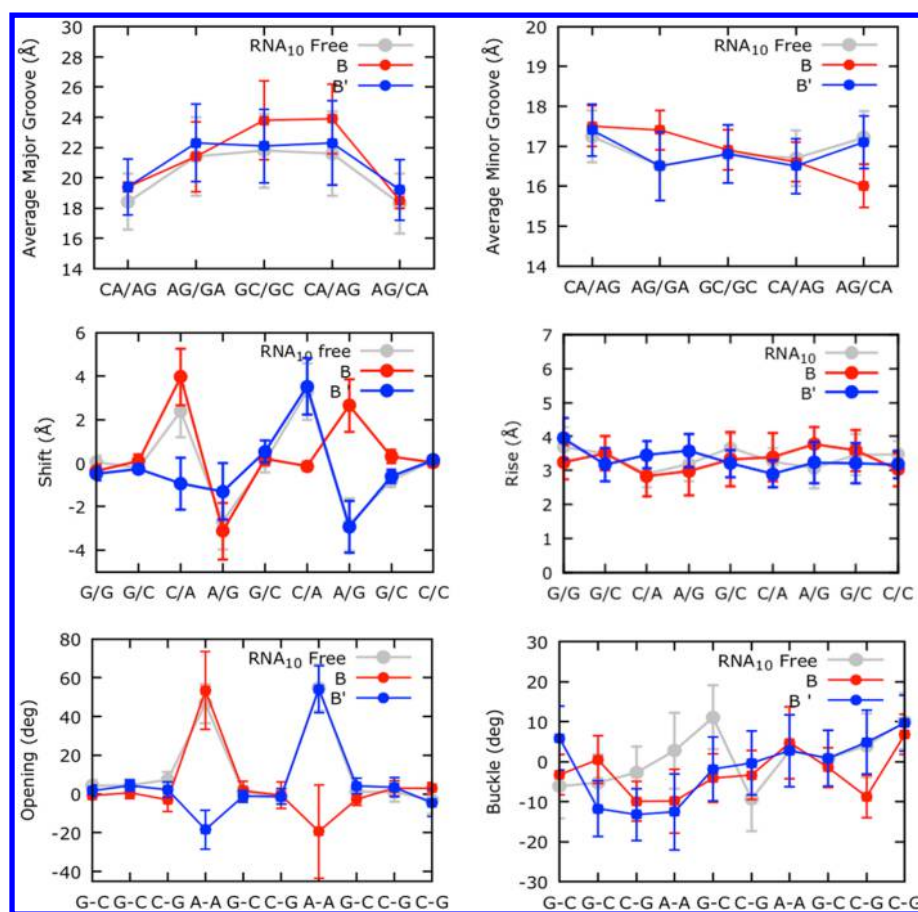 Average Major Groove (Å)
30
28
26
24
22
20
18
16
14
RNA10 Free
B
B'
CA/AG AG/GA GC/GC CA/AG AG/CA
Average Minor Groove (Å)
20
19
18
17
16
15
14
RNA10 Free
B
B'
CA/AG AG/GA GC/GC CA/AG AG/CA
Shift (Å)
6
4
2
0
-2
-4
RNA10 free
B
B'
G/G G/C C/A A/G G/C C/A A/G G/C C/C
Rise (Å)
7
6
5
4
3
2
1
0
RNA10
B
B'
G/G G/C C/A A/G G/C C/A A/G G/C C/C
Opening (deg)
80
60
40
20
0
-20
-40
RNA10 Free
B
B'
G-C G-C C-G A-A G-C C-G A-A G-C C-G C-G
Buckle (deg)
30
20
10
0
-10
-20
-30
RNA10 Free
B
B '
G-C G-C C-G A-A G-C C-G A-A G-C C-G C-G